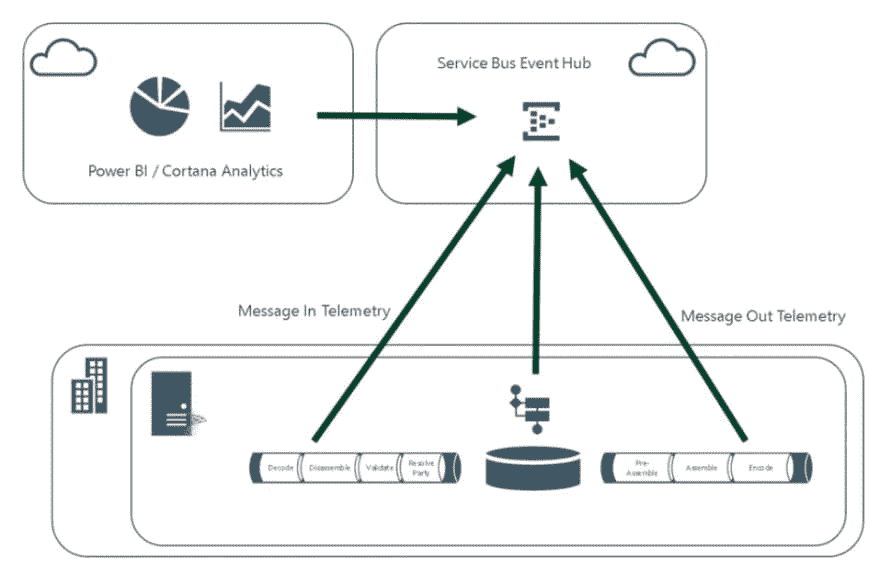 Service Bus Event Hub
Power BI / Cortana Analytics
Message In Telemetry
Message Out Telemetry
Decode
Disassemble
Validate
Resolve
Party
Pre-
Assemble
Assemble
Encode